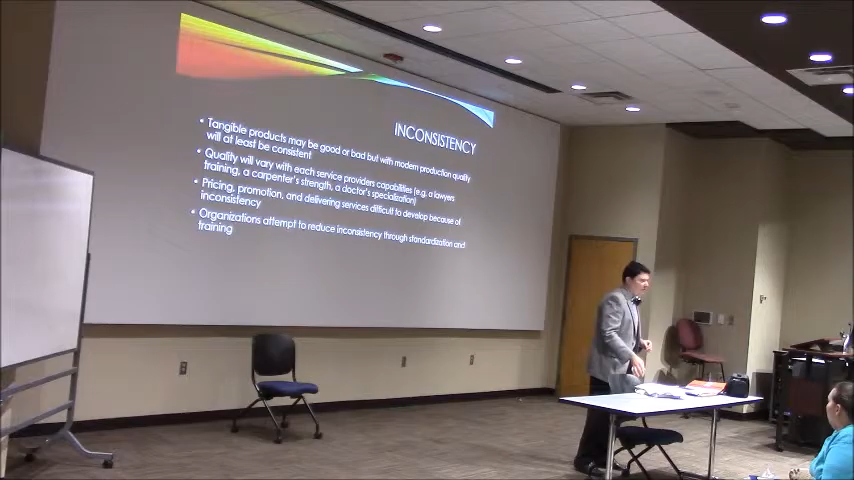 INCONSISTENCY
• Tangible products may be good or bad but with modern production quality
will at least be consistent
• Quality will vary with each service providers capabilities (e.g. a lawyers
training, a carpenter's strength, a doctor's specialization)
• Pricing, promotion, and delivering services difficult to develop because of
inconsistency
• Organizations attempt to reduce inconsistency through standardization and
training